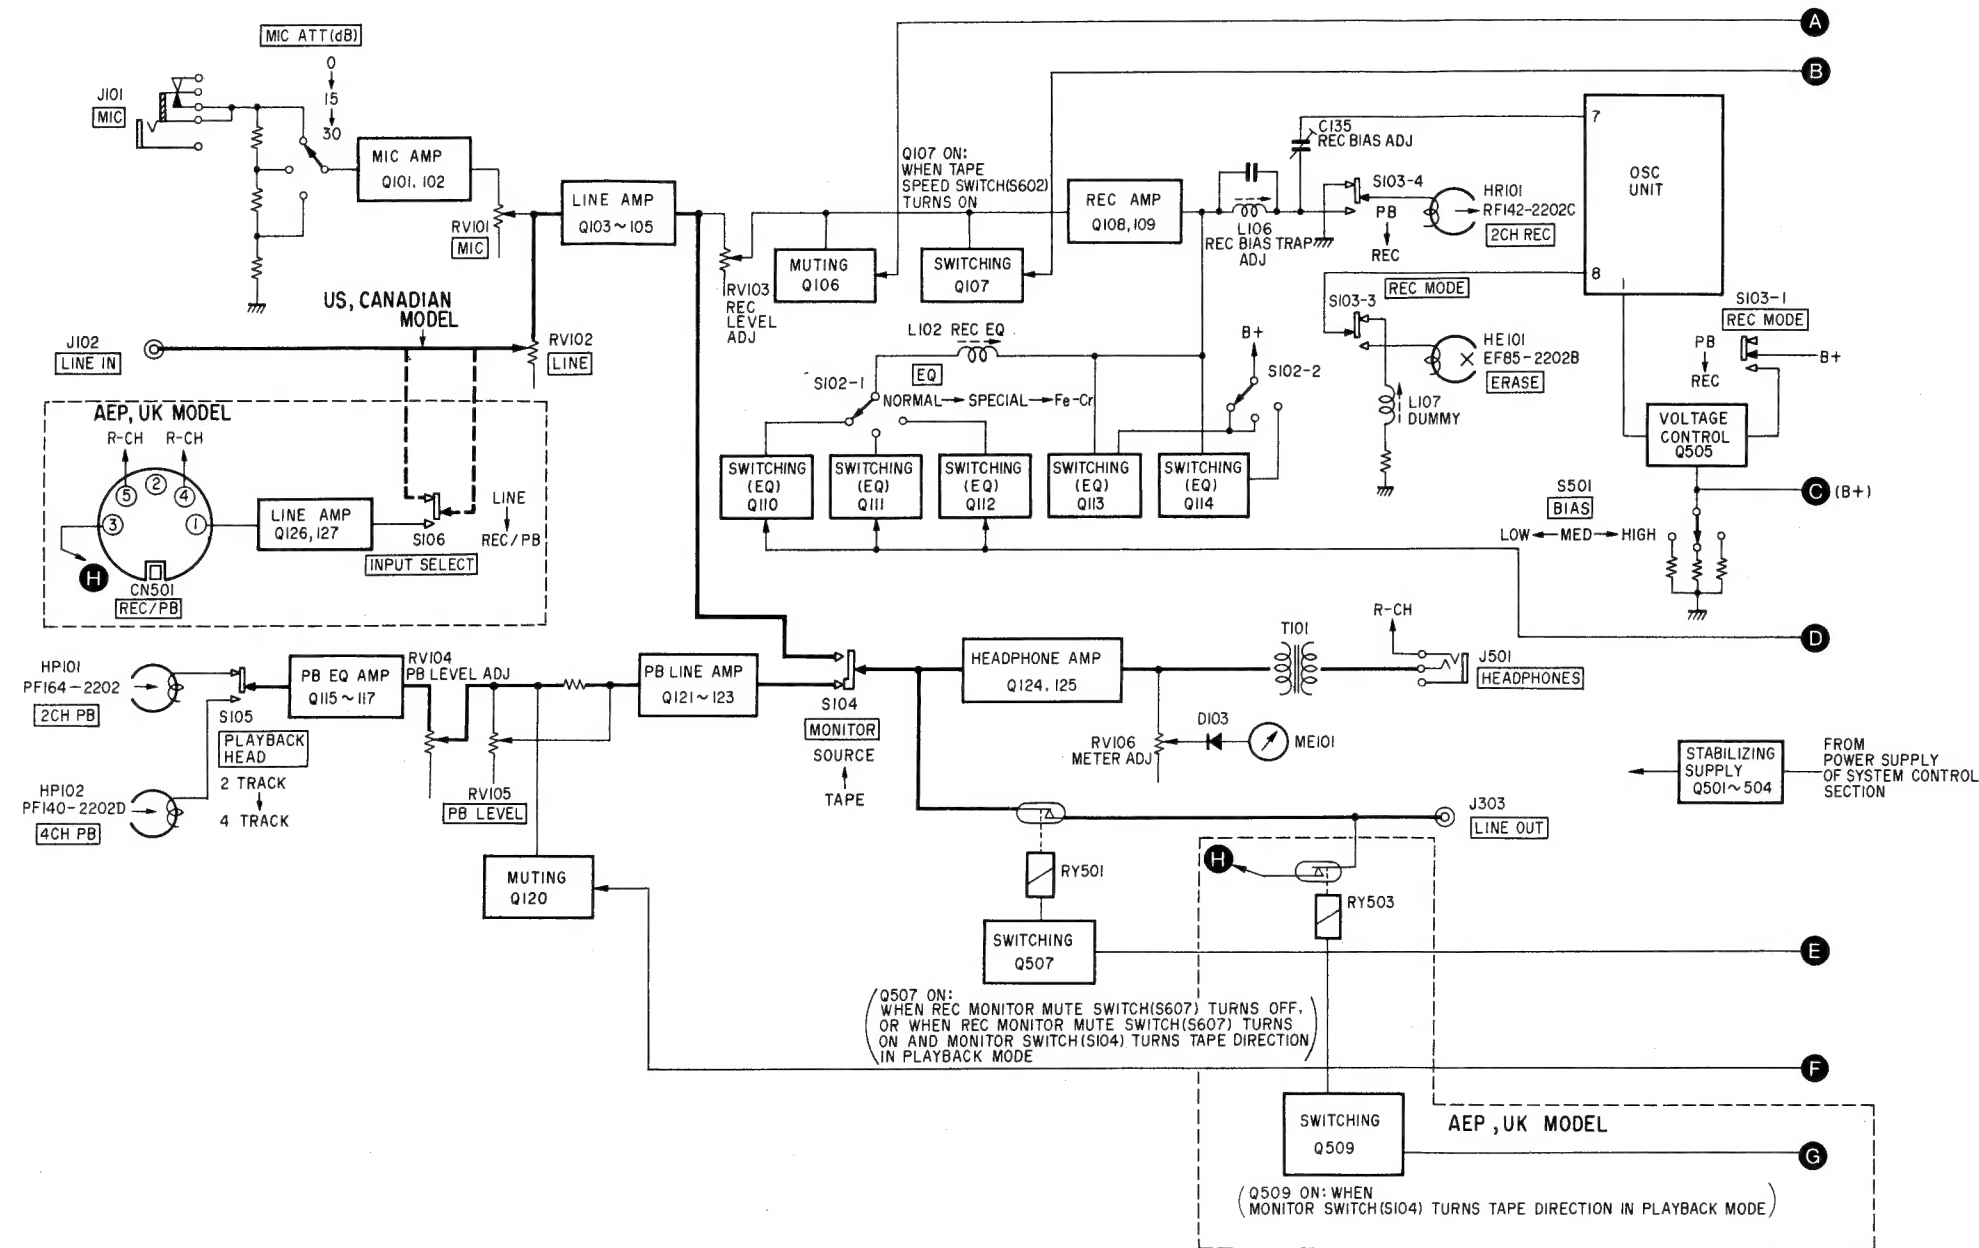 MIC ATT(dB)
0
15
30
J101
MIC
MIC AMP
Q101, 102
RV101
MIC
LINE AMP
Q103~105
US, CANADIAN
MODEL
J102
LINE IN
RV102
LINE
A
B
Q107 ON:
WHEN TAPE
SPEED SWITCH(S602)
TURNS ON
RV103
REC
LEVEL
ADJ
MUTING
Q106
SWITCHING
Q107
REC AMP
Q108,109
C135
REC BIAS ADJ
L106
REC BIAS TRAP
ADJ
S103-4
PB
REC
HR101
RF142-2202C
2CH REC
7
OSC
UNIT
8
1
REC MODE
S103-3
HE101
EF85-2202B
ERASE
L107
DUMMY
S103-1
REC MODE
PB
REC
B+
VOLTAGE
CONTROL
Q505
C (B+)
S501
BIAS
LOW MED HIGH
L102 REC EQ
S102-1
EQ
NORMAL SPECIAL Fe-Cr
B+
S102-2
SWITCHING
(EQ)
Q110
SWITCHING
(EQ)
Q111
SWITCHING
(EQ)
Q112
SWITCHING
(EQ)
Q113
SWITCHING
(EQ)
Q114
D
AEP, UK MODEL
R-CH R-CH
5 2 4
3 1
H
CN501
REC/PB
LINE AMP
Q126,127
S106
INPUT SELECT
LINE
REC/PB
HP101
PF164-2202
2CH PB
HP102
PF140-2202D
4CH PB
S105
PLAYBACK
HEAD
2 TRACK
4 TRACK
PB EQ AMP
Q115~117
RV104
PB LEVEL ADJ
RV105
PB LEVEL
PB LINE AMP
Q121~123
MUTING
Q120
S104
MONITOR
SOURCE
TAPE
HEADPHONE AMP
Q124, 125
RV106
METER ADJ
D103
ME101
T101
R-CH
J501
HEADPHONES
STABILIZING
SUPPLY
Q501~504
FROM
POWER SUPPLY
OF SYSTEM CONTROL
SECTION
J303
LINE OUT
RY501
SWITCHING
Q507
H
RY503
E
Q507 ON:
WHEN REC MONITOR MUTE SWITCH(S607) TURNS OFF,
OR WHEN REC MONITOR MUTE SWITCH(S607) TURNS
ON AND MONITOR SWITCH(S104) TURNS TAPE DIRECTION
IN PLAYBACK MODE
F
SWITCHING
Q509
AEP ,UK MODEL
G
Q509 ON: WHEN
MONITOR SWITCH(S104) TURNS TAPE DIRECTION IN PLAYBACK MODE